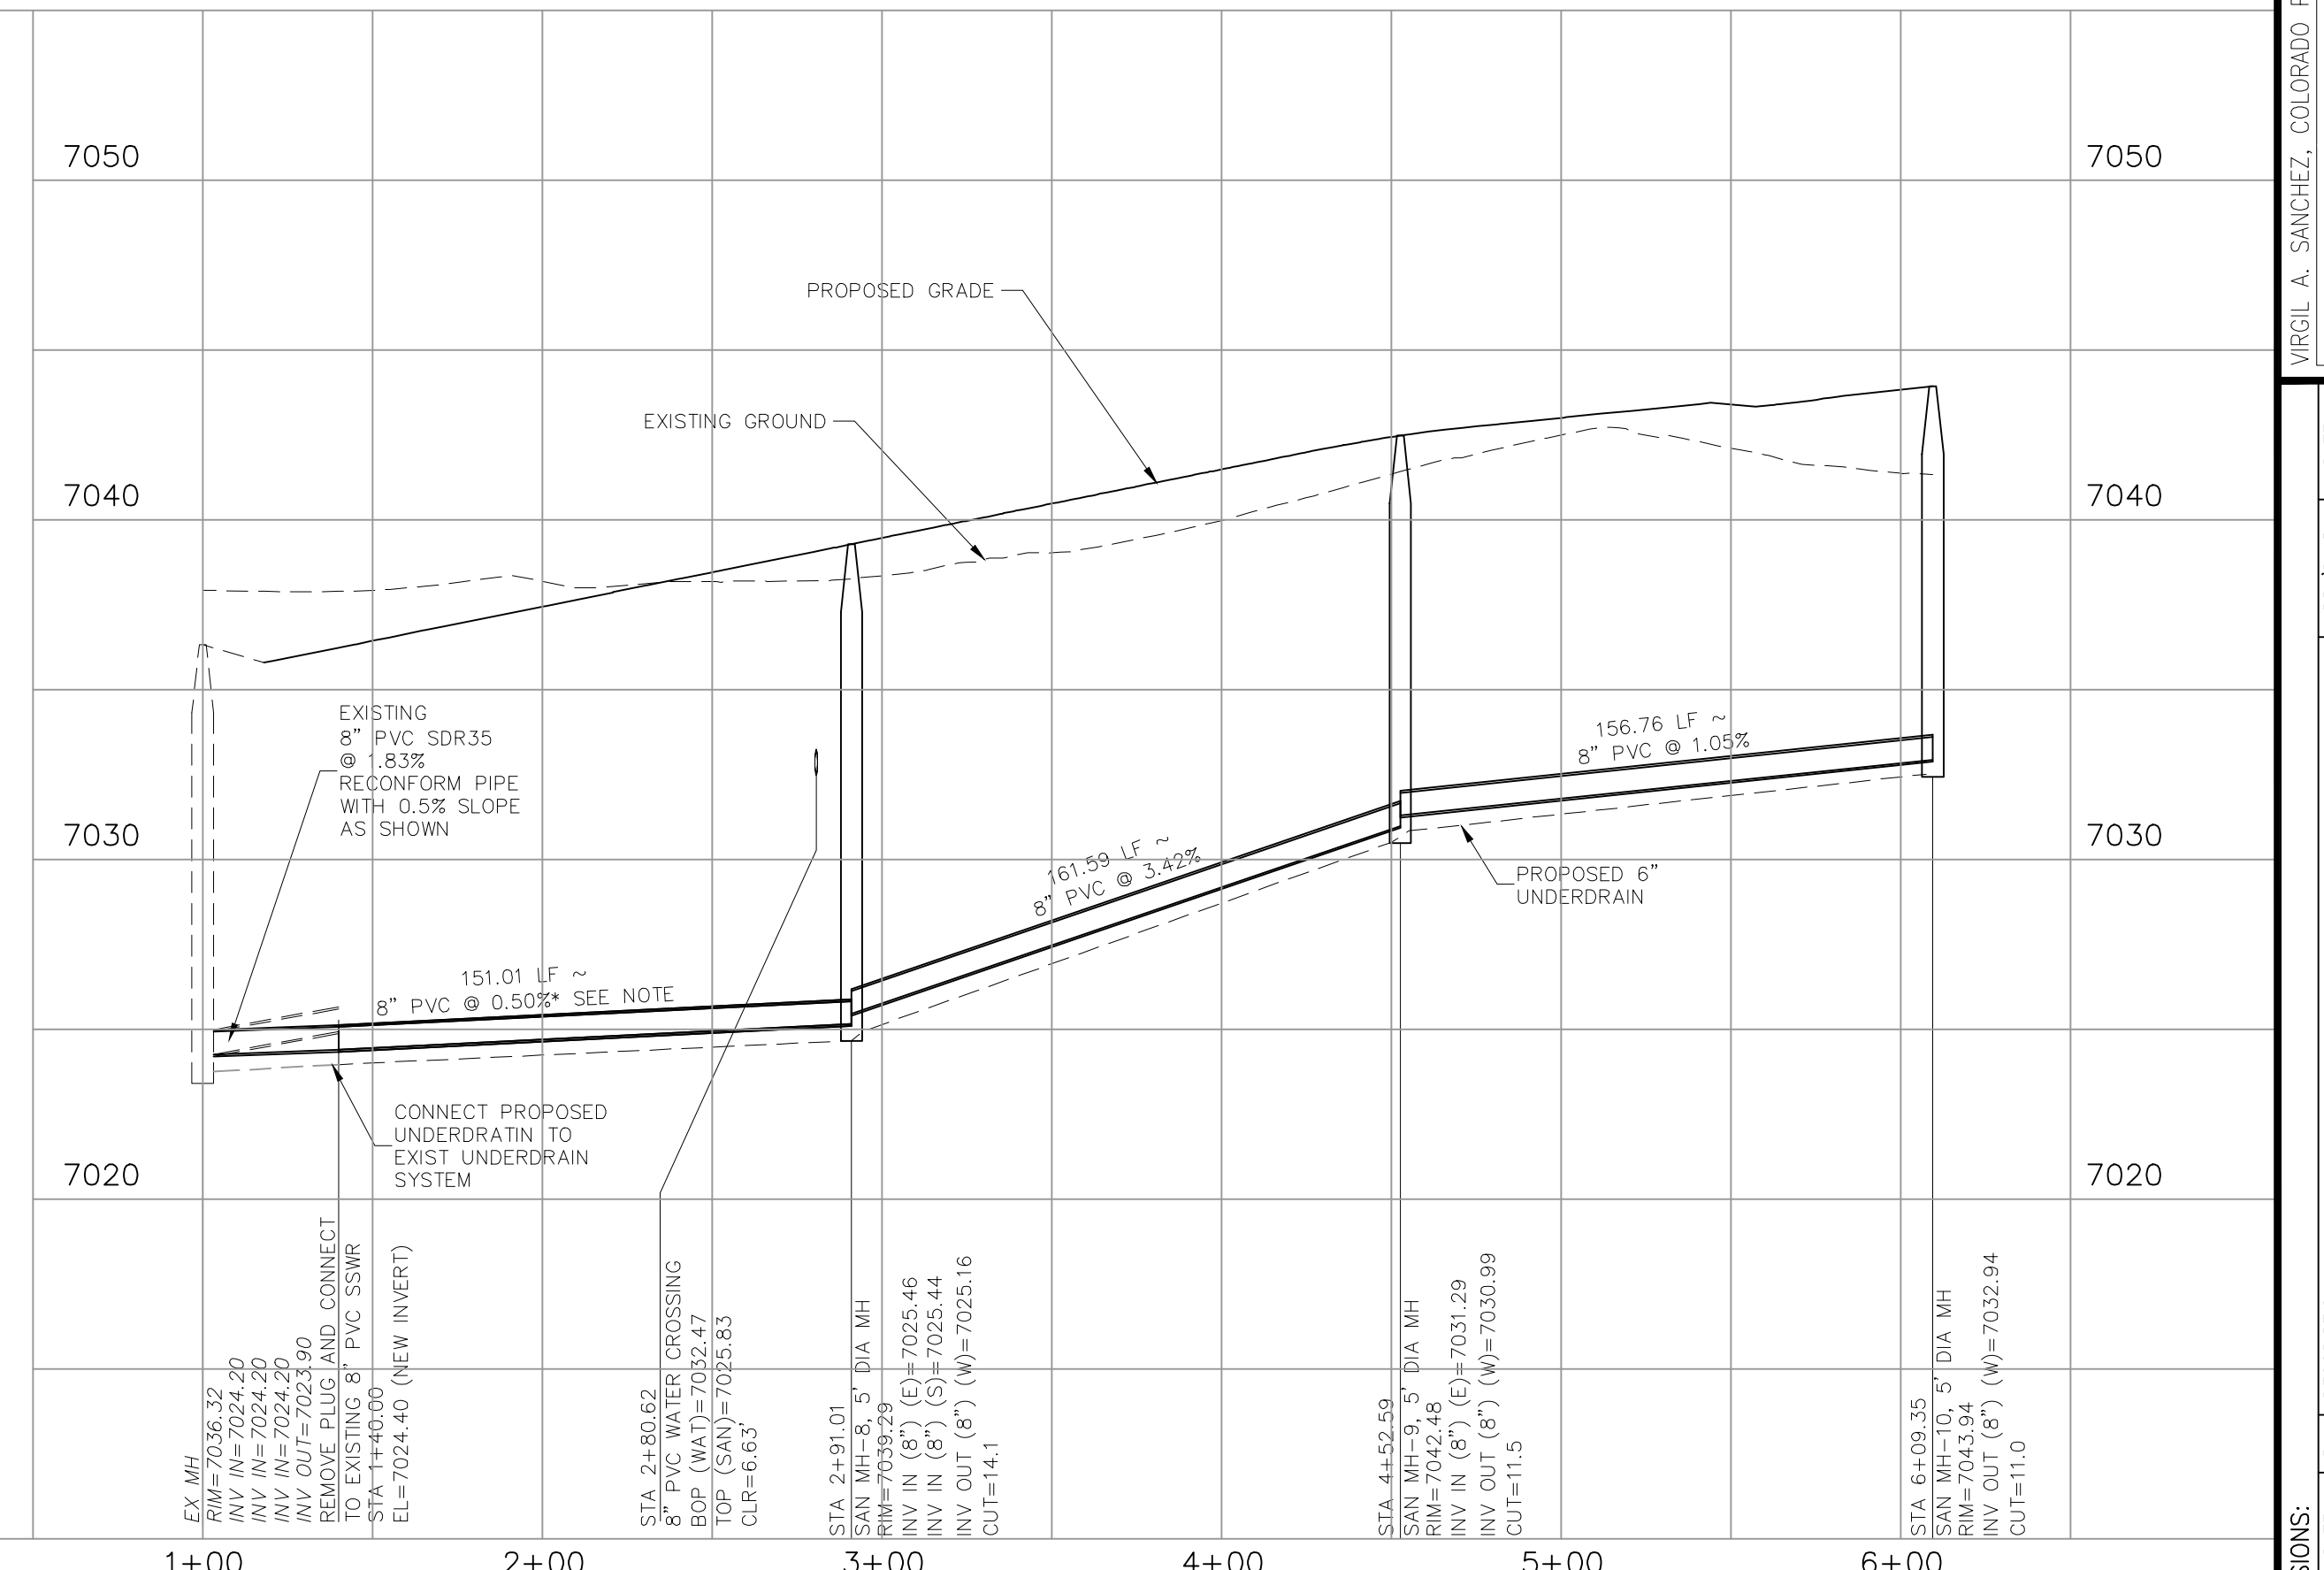 VIRGIL A. SANCHEZ, COLORADO
7050
7050
PROPOSED GRADE
EXISTING GROUND
7040
7040
EXISTING
8" PVC SDR35
@ 1.83%
RECONFORM PIPE
WITH 0.5% SLOPE
AS SHOWN
156.76 LF ~
8" PVC @ 1.05%
7030
7030
161.59 LF ~
8" PVC @ 3.42%
PROPOSED 6"
UNDERDRAIN
151.01 LF ~
8" PVC @ 0.50%* SEE NOTE
CONNECT PROPOSED
UNDERDRATIN TO
EXIST UNDERDRAIN
SYSTEM
7020
7020
EX MH
RIM=7036.32
INV IN=7024.20
INV IN=7024.20
INV IN=7024.20
INV OUT=7023.90
REMOVE PLUG AND CONNECT
TO EXISTING 8" PVC SSWR
STA 1+40.00
EL=7024.40 (NEW INVERT)
STA 2+80.62
8" PVC WATER CROSSING
BOP (WAT)=7032.47
TOP (SAN)=7025.83
CLR=6.63'
STA 2+91.01
SAN MH-8, 5' DIA MH
RIM=7039.29
INV IN (8") (E)=7025.46
INV IN (8") (S)=7025.44
INV OUT (8") (W)=7025.16
CUT=14.1
STA 4+52.59
SAN MH-9, 5' DIA MH
RIM=7042.48
INV IN (8") (E)=7031.29
INV OUT (8") (W)=7030.99
CUT=11.5
STA 6+09.35
SAN MH-10, 5' DIA MH
RIM=7043.94
INV OUT (8") (W)=7032.94
CUT=11.0
1+00
2+00
3+00
4+00
5+00
6+00
SIONS: